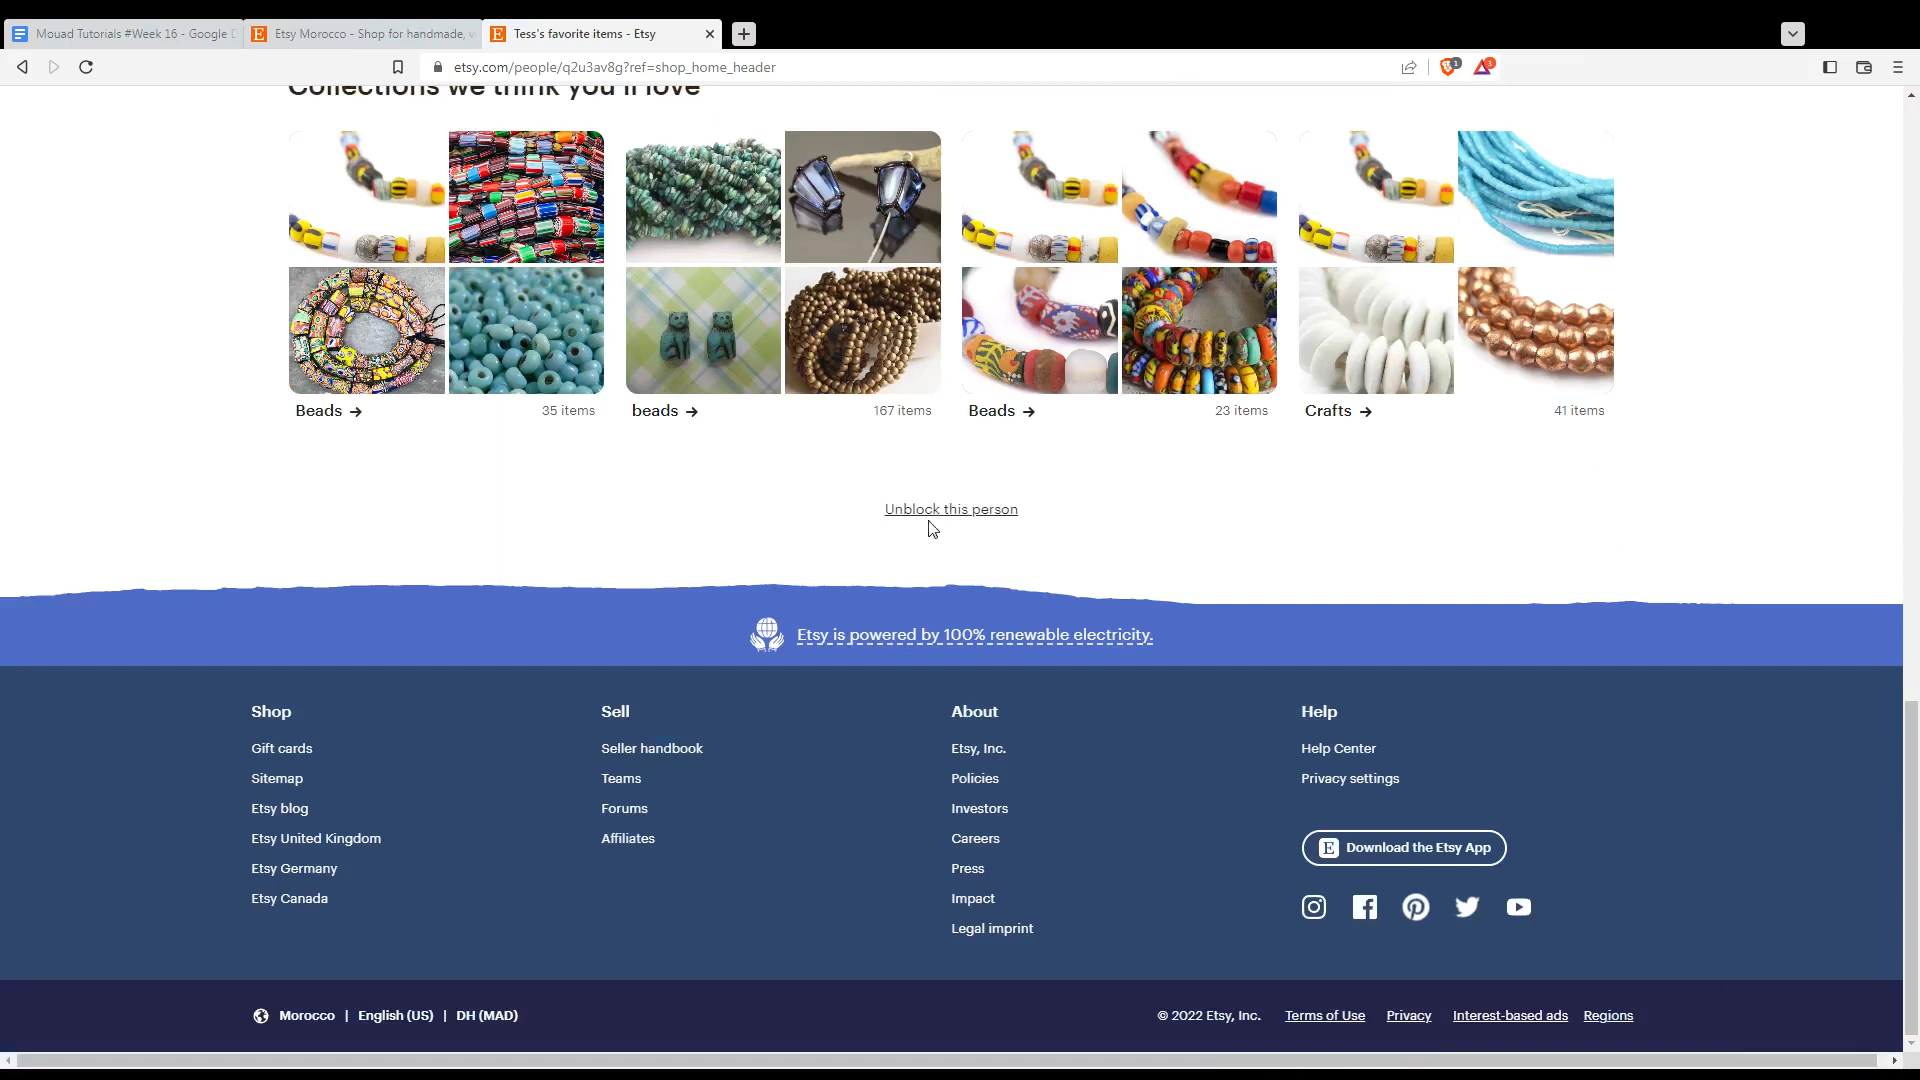 Mouad Tutorials #Week 16 - Google
Etsy Morocco - Shop for handmade,
Tess's favorite items - Etsy
etsy.com/people/q2u3av8g?ref=shop_home_header
1
1
Collections we think you'll love
Beads → 35 items
beads → 167 items
Beads → 23 items
Crafts → 41 items
Unblock this person
Etsy is powered by 100% renewable electricity.
Shop
Gift cards
Sitemap
Etsy blog
Etsy United Kingdom
Etsy Germany
Etsy Canada
Sell
Seller handbook
Teams
Forums
Affiliates
About
Etsy, Inc.
Policies
Investors
Careers
Press
Impact
Legal imprint
Help
Help Center
Privacy settings
E Download the Etsy App
Morocco | English (US) | DH (MAD)
© 2022 Etsy, Inc. Terms of Use Privacy Interest-based ads Regions